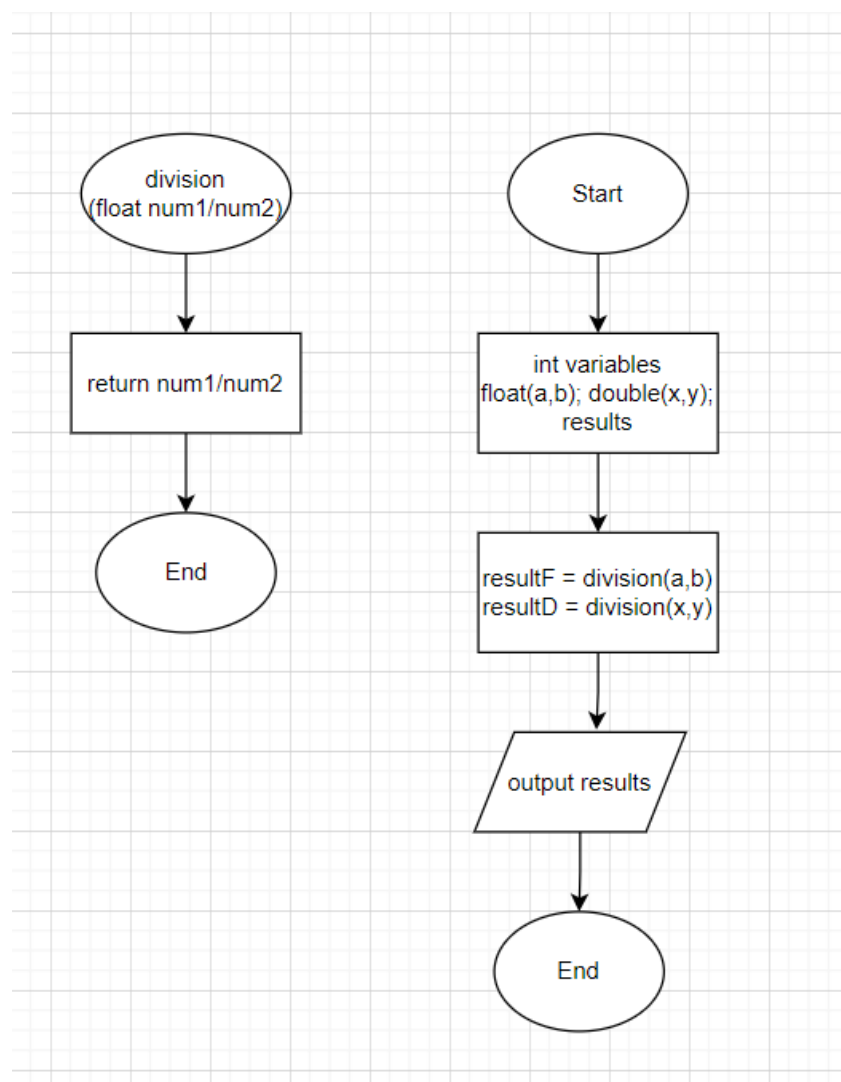 division
(float num1/num2)
return num1/num2
End
Start
int variables
float(a,b); double(x,y);
results
resultF = division(a,b)
resultD = division(x,y)
output results
End